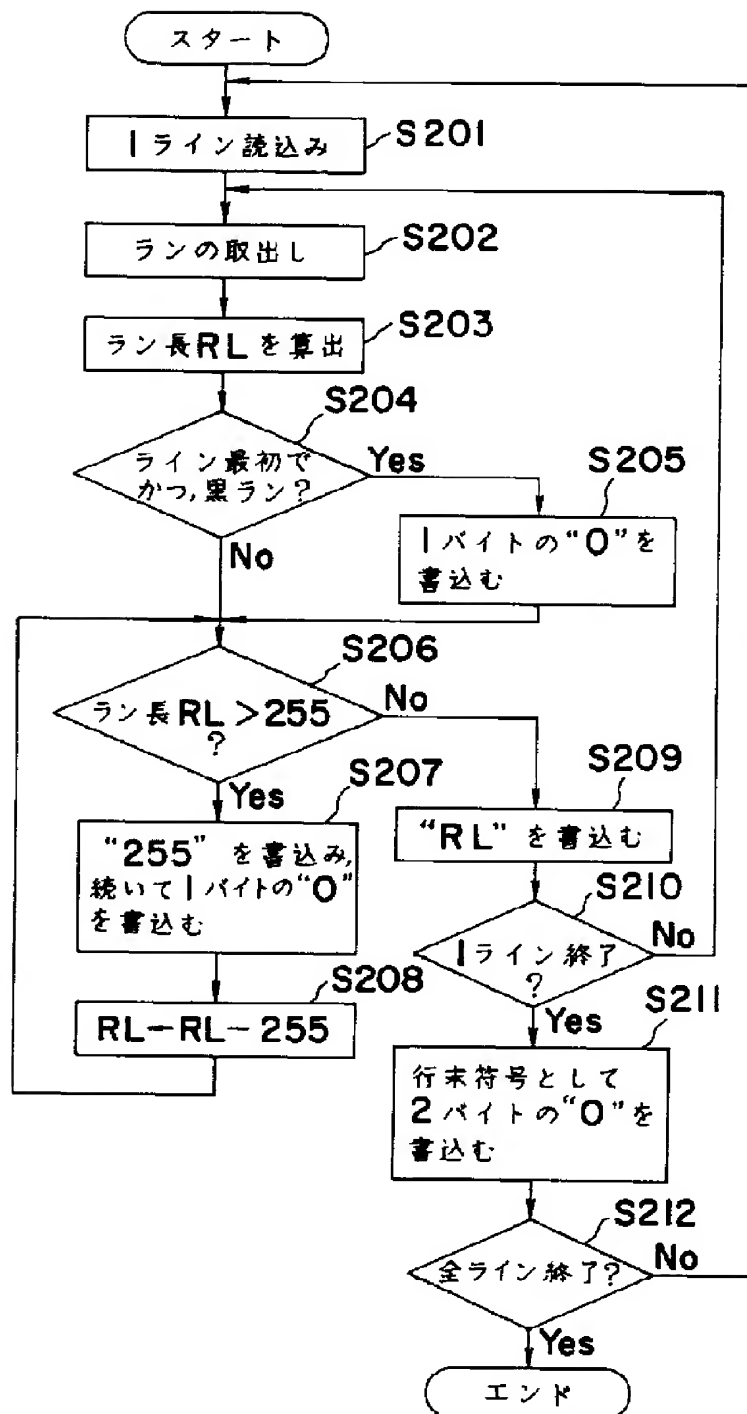 スタート
1ライン読込み
S201
ランの取出し
S202
ラン長RLを算出
S203
S204
ライン最初で
かつ,黒ラン?
Yes
No
S205
1バイトの“0”を
書込む
S206
ラン長RL>255
?
No
Yes
S207
“255”を書込み,
続いて1バイトの“0”
を書込む
S208
RL←RL-255
S209
“RL”を書込む
S210
1ライン終了
?
No
Yes
S211
行末符号として
2バイトの“0”を
書込む
S212
全ライン終了?
No
Yes
エンド